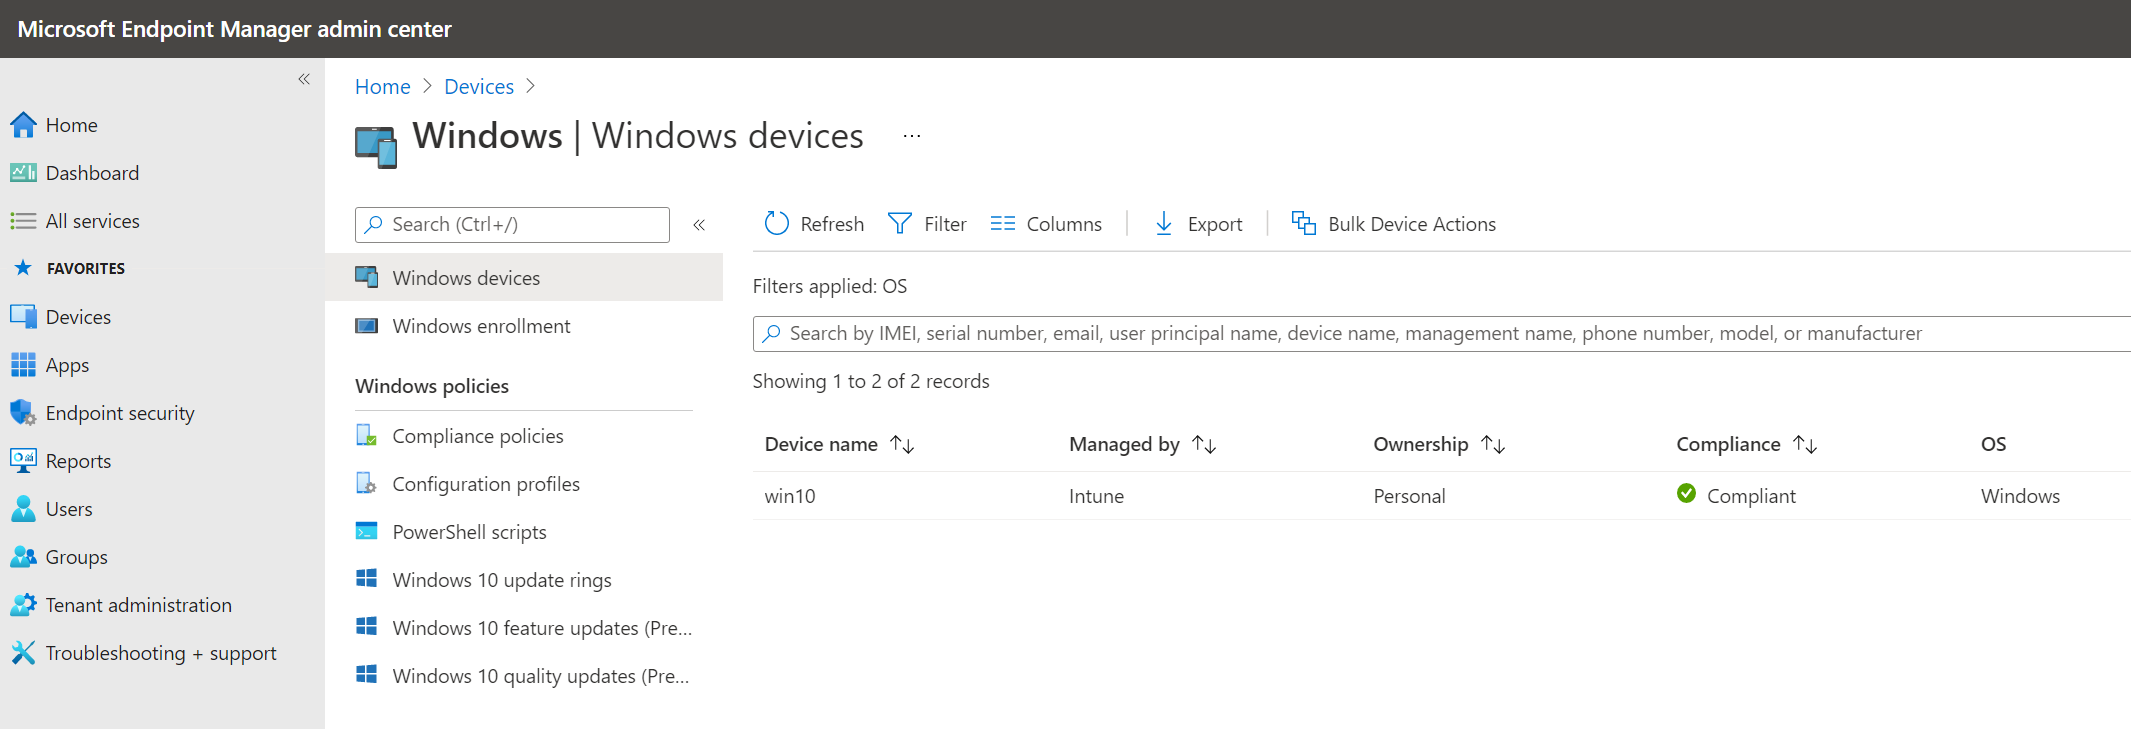 Microsoft Endpoint Manager admin center
Home
Dashboard
All services
FAVORITES
Devices
Apps
Endpoint security
Reports
Users
Groups
Tenant administration
Troubleshooting + support
Home > Devices >
Windows | Windows devices ...
Search (Ctrl+/)
Windows devices
Windows enrollment
Windows policies
Compliance policies
Configuration profiles
PowerShell scripts
Windows 10 update rings
Windows 10 feature updates (Pre...
Windows 10 quality updates (Pre...
Refresh Filter Columns Export Bulk Device Actions
Filters applied: OS
Search by IMEI, serial number, email, user principal name, device name, management name, phone number, model, or manufacturer
Showing 1 to 2 of 2 records
Device name Managed by Ownership Compliance OS
win10 Intune Personal Compliant Windows